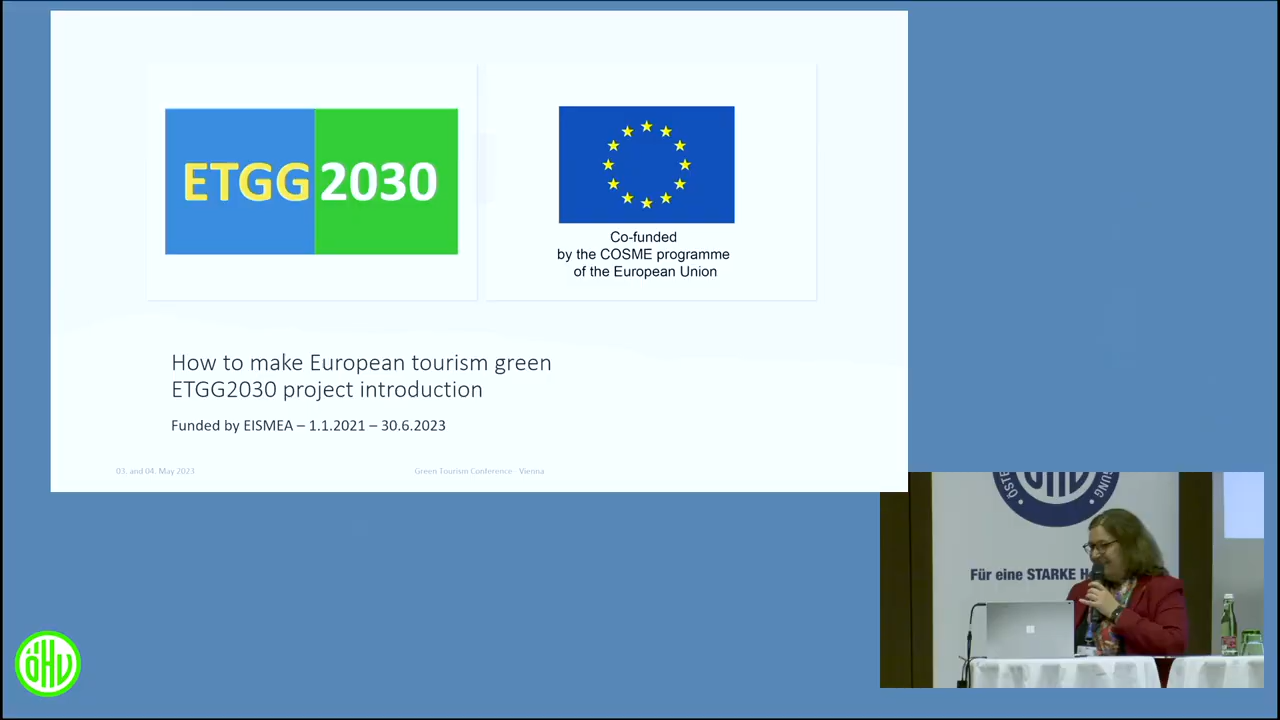 ETGG 2030
Co-funded
by the COSME programme
of the European Union
How to make European tourism green
ETGG2030 project introduction
Funded by EISMEA – 1.1.2021 – 30.6.2023
03. and 04. May 2023
Green Tourism Conference - Vienna
Für eine STARKE
ÖHV